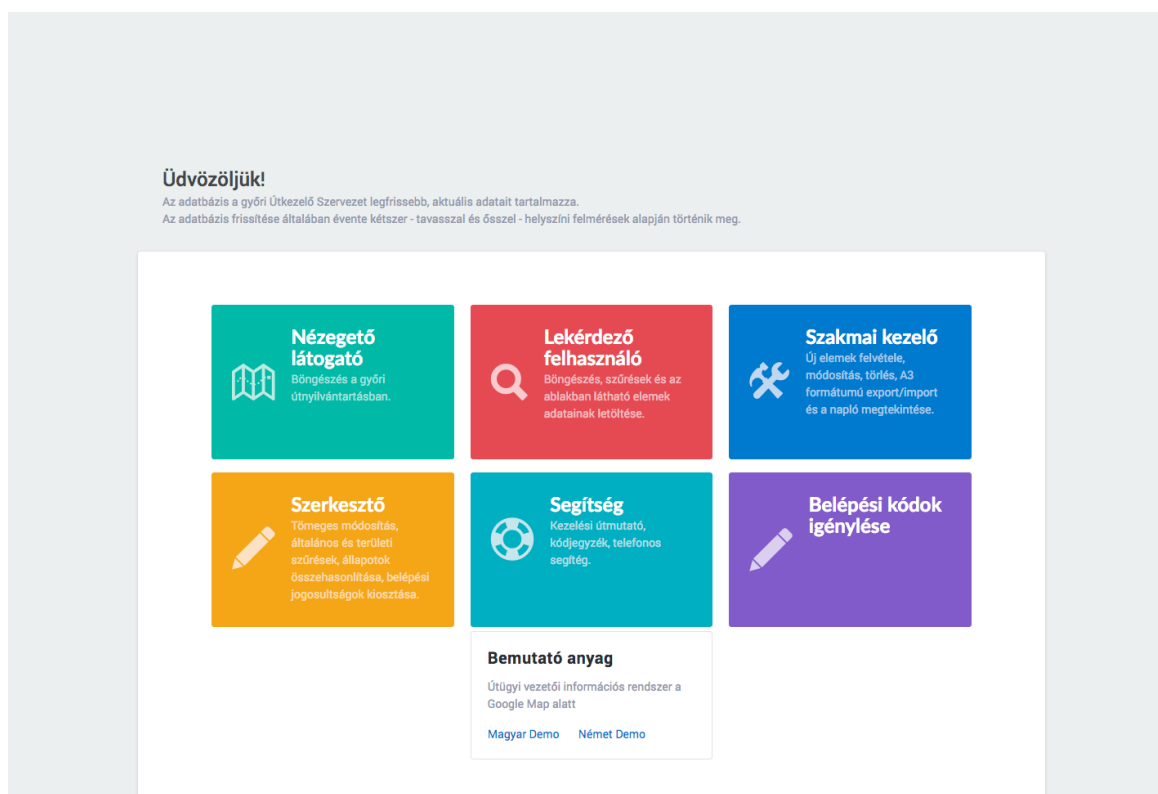 Üdvözöljük!
Az adatbázis a győri Útkezelő Szervezet legfrissebb, aktuális adatait tartalmazza.
Az adatbázis frissítése általában évente kétszer - tavasszal és ősszel - helyszíni felmérések alapján történik meg.
Nézegető
látogató
Böngészés a győri
útnyilvántartásban.
Lekérdező
felhasználó
Böngészés, szűrések és az
ablakban látható elemek
adatainak letöltése.
Szakmai kezelő
Új elemek felvétele,
módosítás, törlés, A3
formátumú export/import
és a napló megtekintése.
Szerkesztő
Tömeges módosítás,
általános és területi
szűrések, állapotok
összehasonlítása, belépési
jogosultságok kiosztása.
Segítség
Kezelési útmutató,
kódjegyzék, telefonos
segítég.
Belépési kódok
igénylése
Bemutató anyag
Útügyi vezetői információs rendszer a
Google Map alatt
Magyar Demo Német Demo